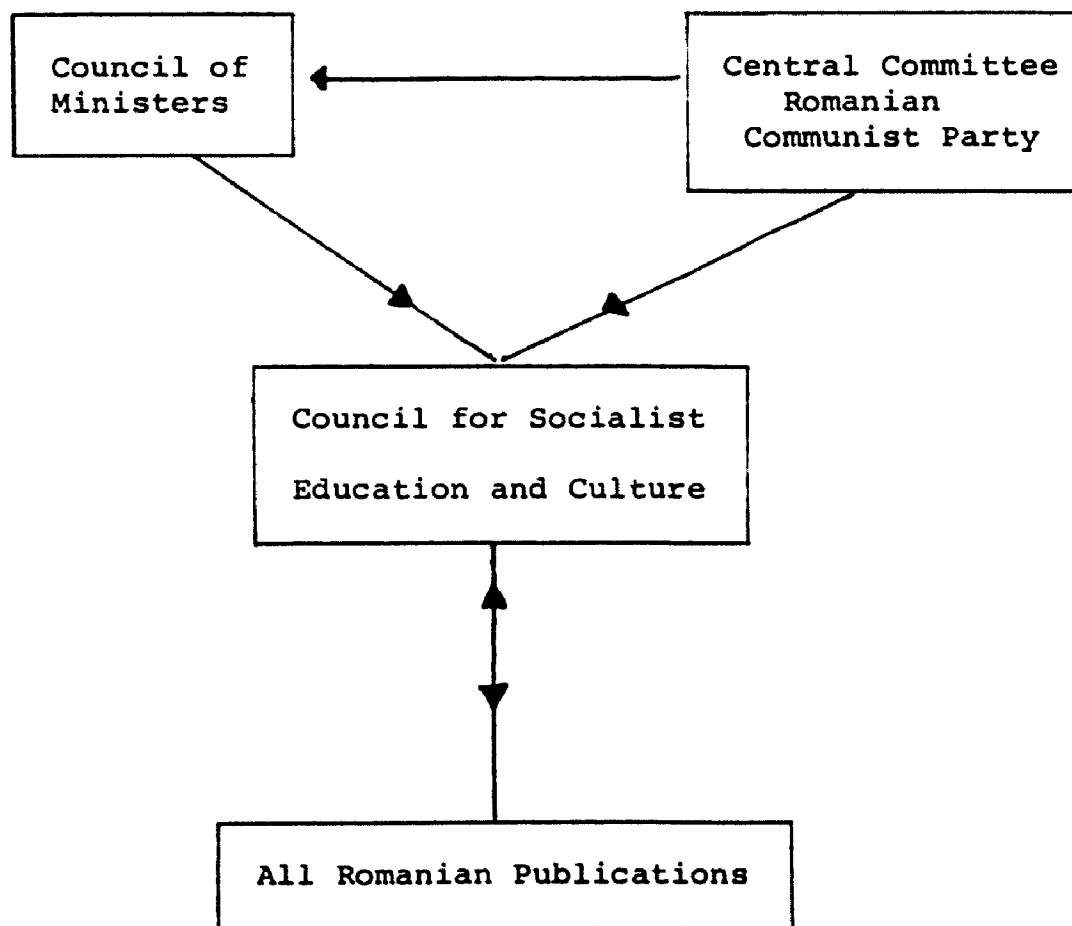 Council of
Ministers
Central Committee
Romanian
Communist Party
Council for Socialist
Education and Culture
All Romanian Publications